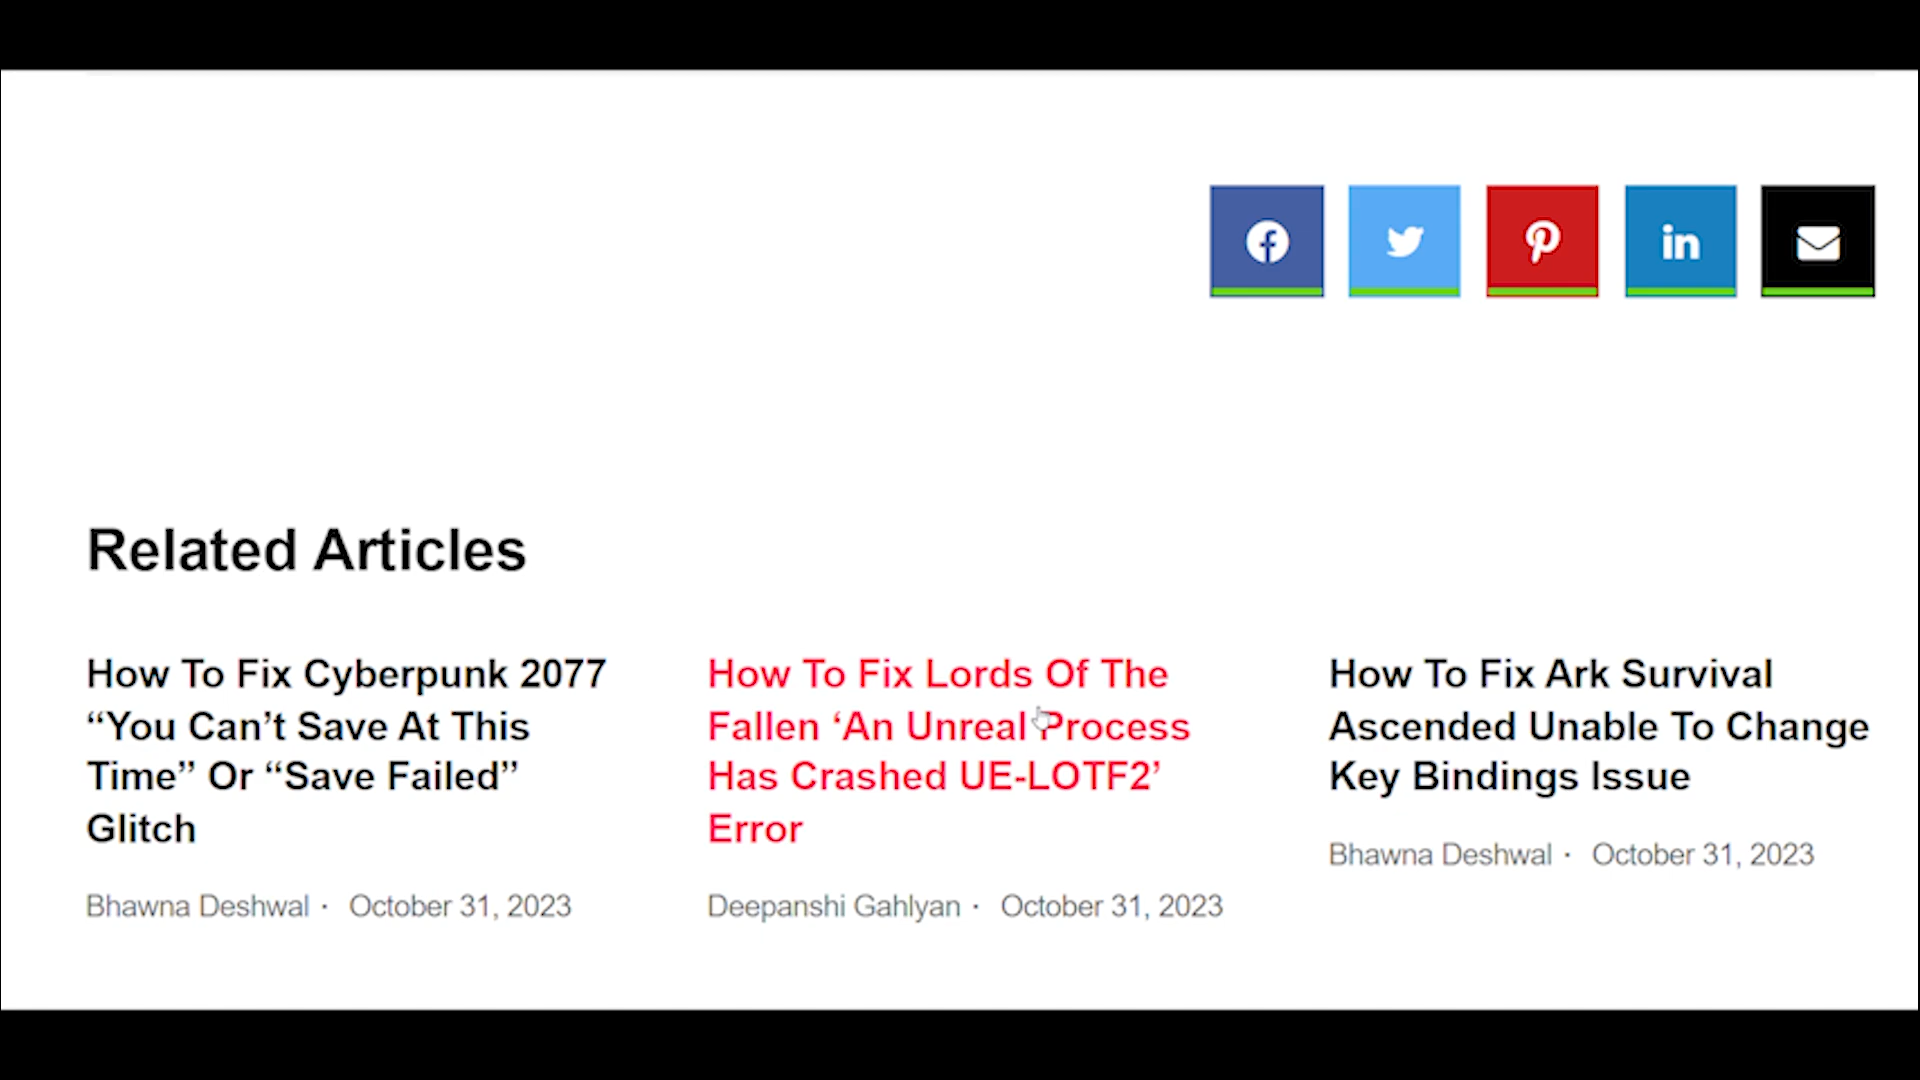 Related Articles
How To Fix Cyberpunk 2077
“You Can’t Save At This
Time” Or “Save Failed”
Glitch
Bhawna Deshwal · October 31, 2023
How To Fix Lords Of The
Fallen ‘An Unreal Process
Has Crashed UE-LOTF2’
Error
Deepanshi Gahlyan · October 31, 2023
How To Fix Ark Survival
Ascended Unable To Change
Key Bindings Issue
Bhawna Deshwal · October 31, 2023